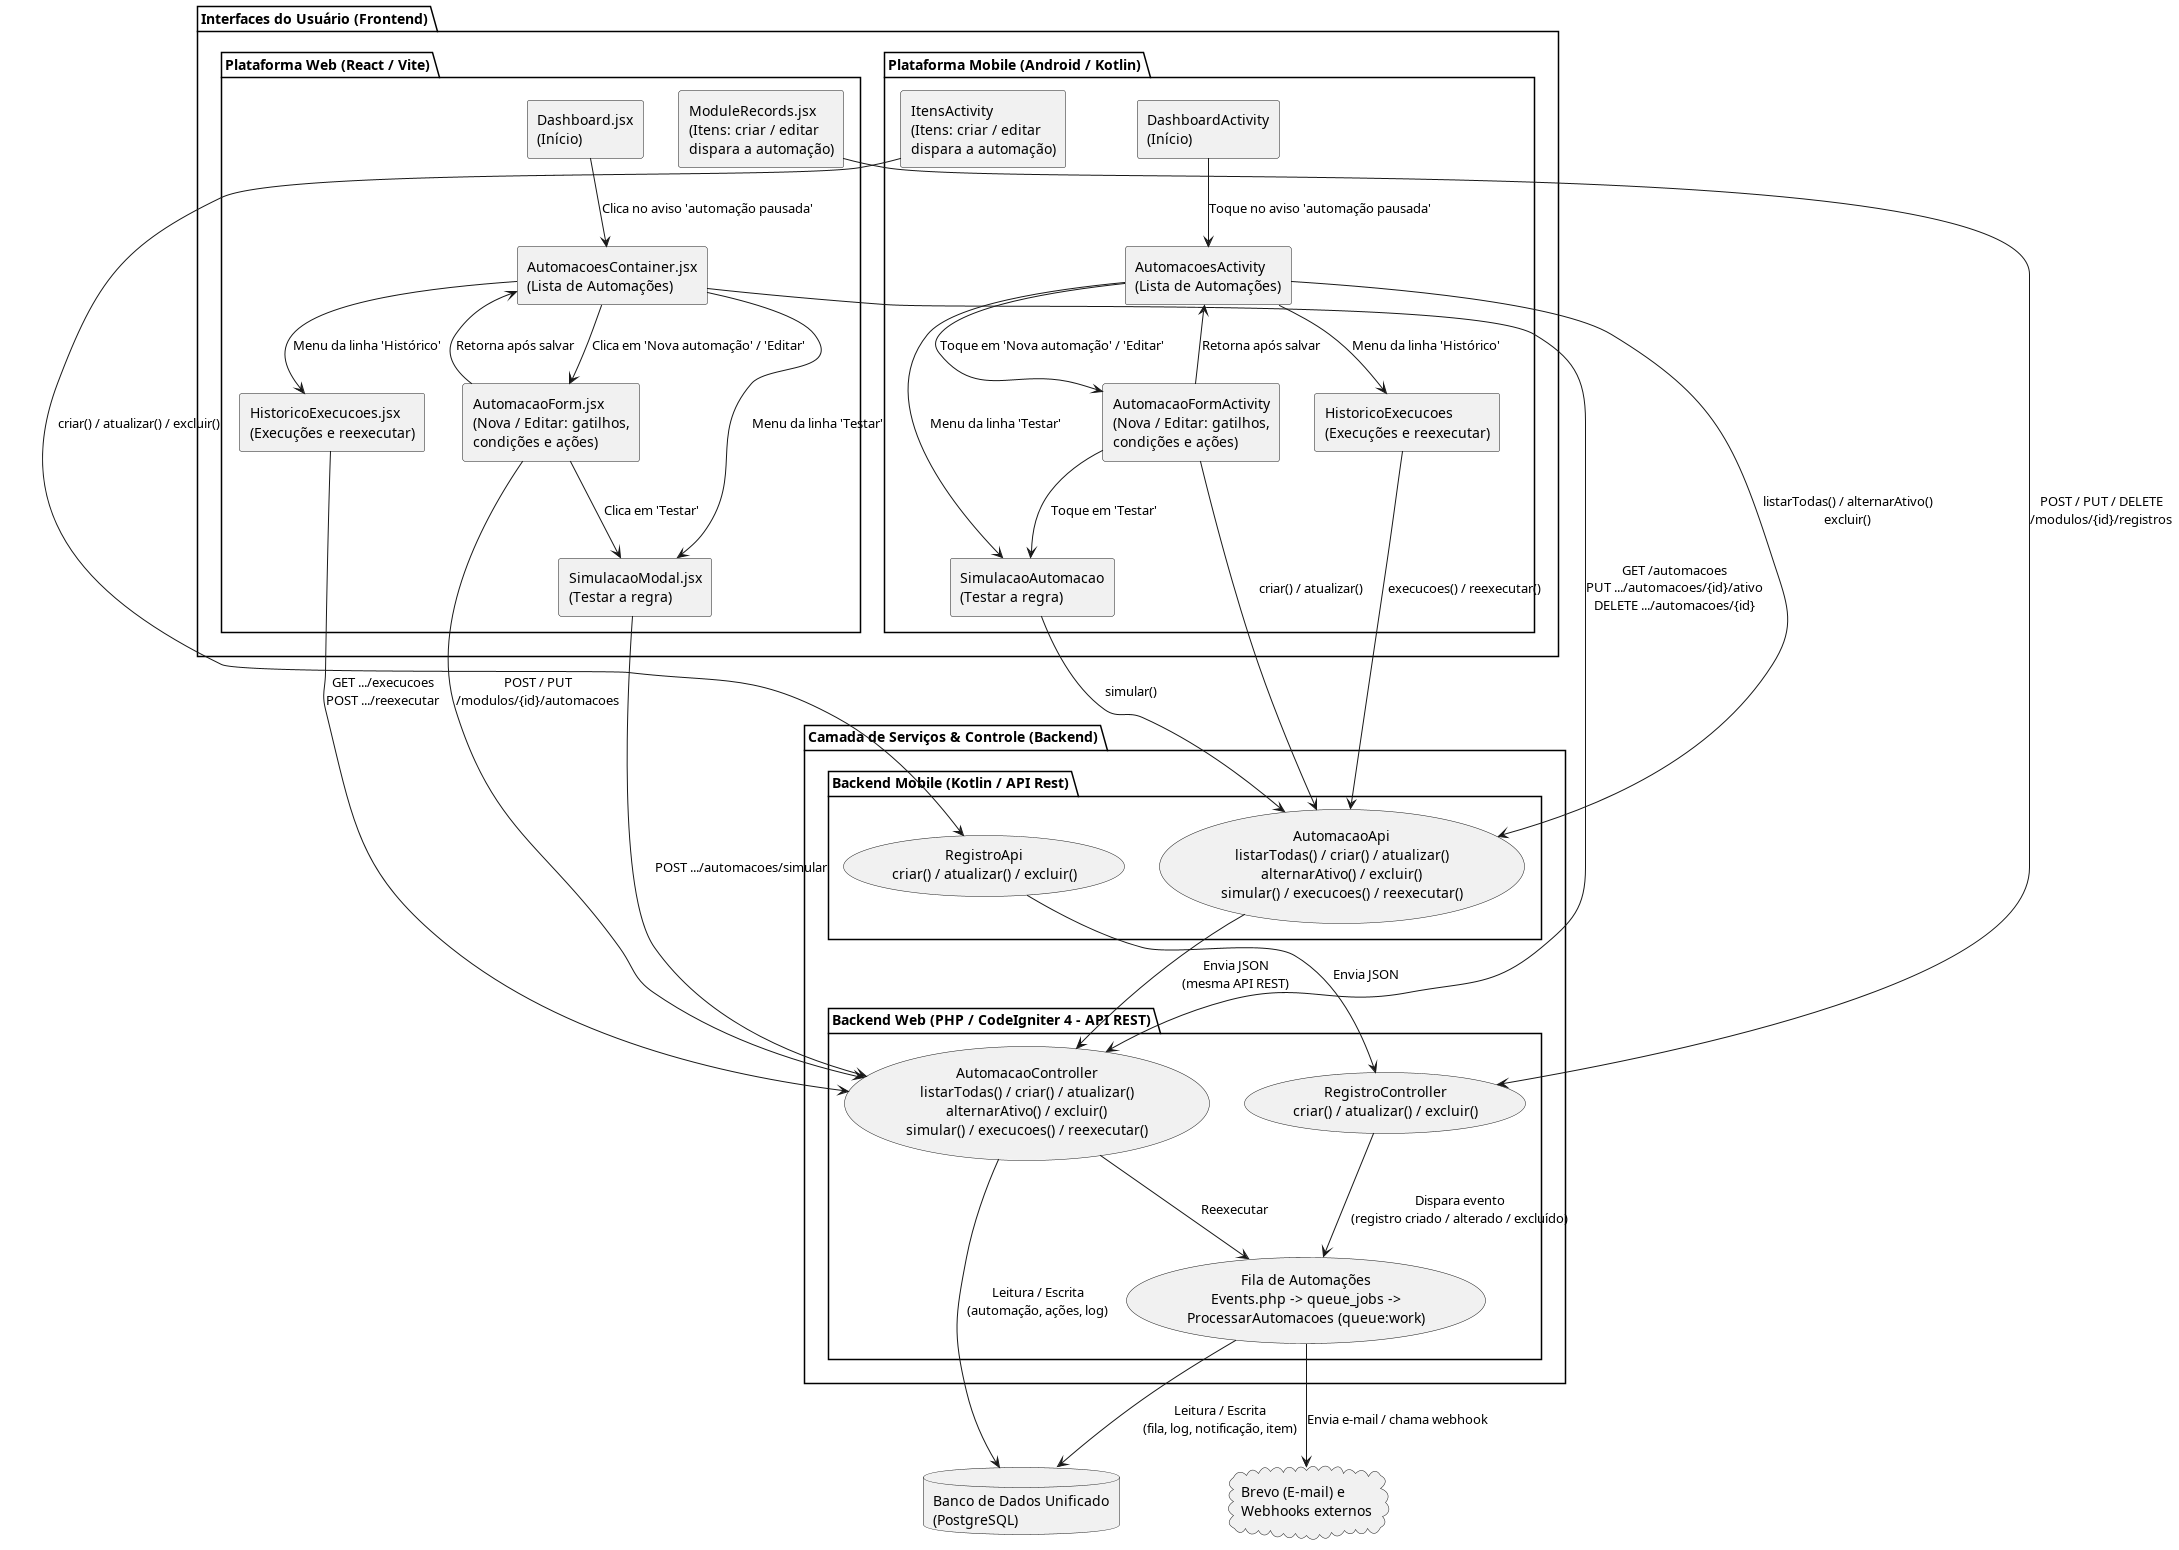 Interfaces do Usuário (Frontend)
Plataforma Web (React / Vite)
Plataforma Mobile (Android / Kotlin)
Dashboard.jsx
(Início)
ModuleRecords.jsx
(Itens: criar / editar
dispara a automação)
ItensActivity
(Itens: criar / editar
dispara a automação)
DashboardActivity
(Início)
Clica no aviso 'automação pausada'
Toque no aviso 'automação pausada'
AutomacoesContainer.jsx
(Lista de Automações)
AutomacoesActivity
(Lista de Automações)
Menu da linha 'Histórico'
Retorna após salvar
Clica em 'Nova automação' / 'Editar'
Toque em 'Nova automação' / 'Editar'
Retorna após salvar
Menu da linha 'Histórico'
criar() / atualizar() / excluir()
HistoricoExecucoes.jsx
(Execuções e reexecutar)
AutomacaoForm.jsx
(Nova / Editar: gatilhos,
condições e ações)
Menu da linha 'Testar'
Menu da linha 'Testar'
AutomacaoFormActivity
(Nova / Editar: gatilhos,
condições e ações)
HistoricoExecucoes
(Execuções e reexecutar)
Clica em 'Testar'
Toque em 'Testar'
listarTodas() / alternarAtivo()
excluir()
POST / PUT / DELETE
/modulos/{id}/registros
SimulacaoModal.jsx
(Testar a regra)
SimulacaoAutomacao
(Testar a regra)
criar() / atualizar()
execucoes() / reexecutar()
GET /automacoes
PUT .../automacoes/{id}/ativo
DELETE .../automacoes/{id}
GET .../execucoes
POST .../reexecutar
POST / PUT
/modulos/{id}/automacoes
simular()
Camada de Serviços & Controle (Backend)
Backend Mobile (Kotlin / API Rest)
POST .../automacoes/simular
RegistroApi
criar() / atualizar() / excluir()
AutomacaoApi
listarTodas() / criar() / atualizar()
alternarAtivo() / excluir()
simular() / execucoes() / reexecutar()
Envia JSON
(mesma API REST)
Envia JSON
Backend Web (PHP / CodeIgniter 4 - API REST)
AutomacaoController
listarTodas() / criar() / atualizar()
alternarAtivo() / excluir()
simular() / execucoes() / reexecutar()
RegistroController
criar() / atualizar() / excluir()
Reexecutar
Dispara evento
(registro criado / alterado / excluído)
Leitura / Escrita
(automação, ações, log)
Fila de Automações
Events.php -> queue_jobs ->
ProcessarAutomacoes (queue:work)
Leitura / Escrita
(fila, log, notificação, item)
Envia e-mail / chama webhook
Banco de Dados Unificado
(PostgreSQL)
Brevo (E-mail) e
Webhooks externos